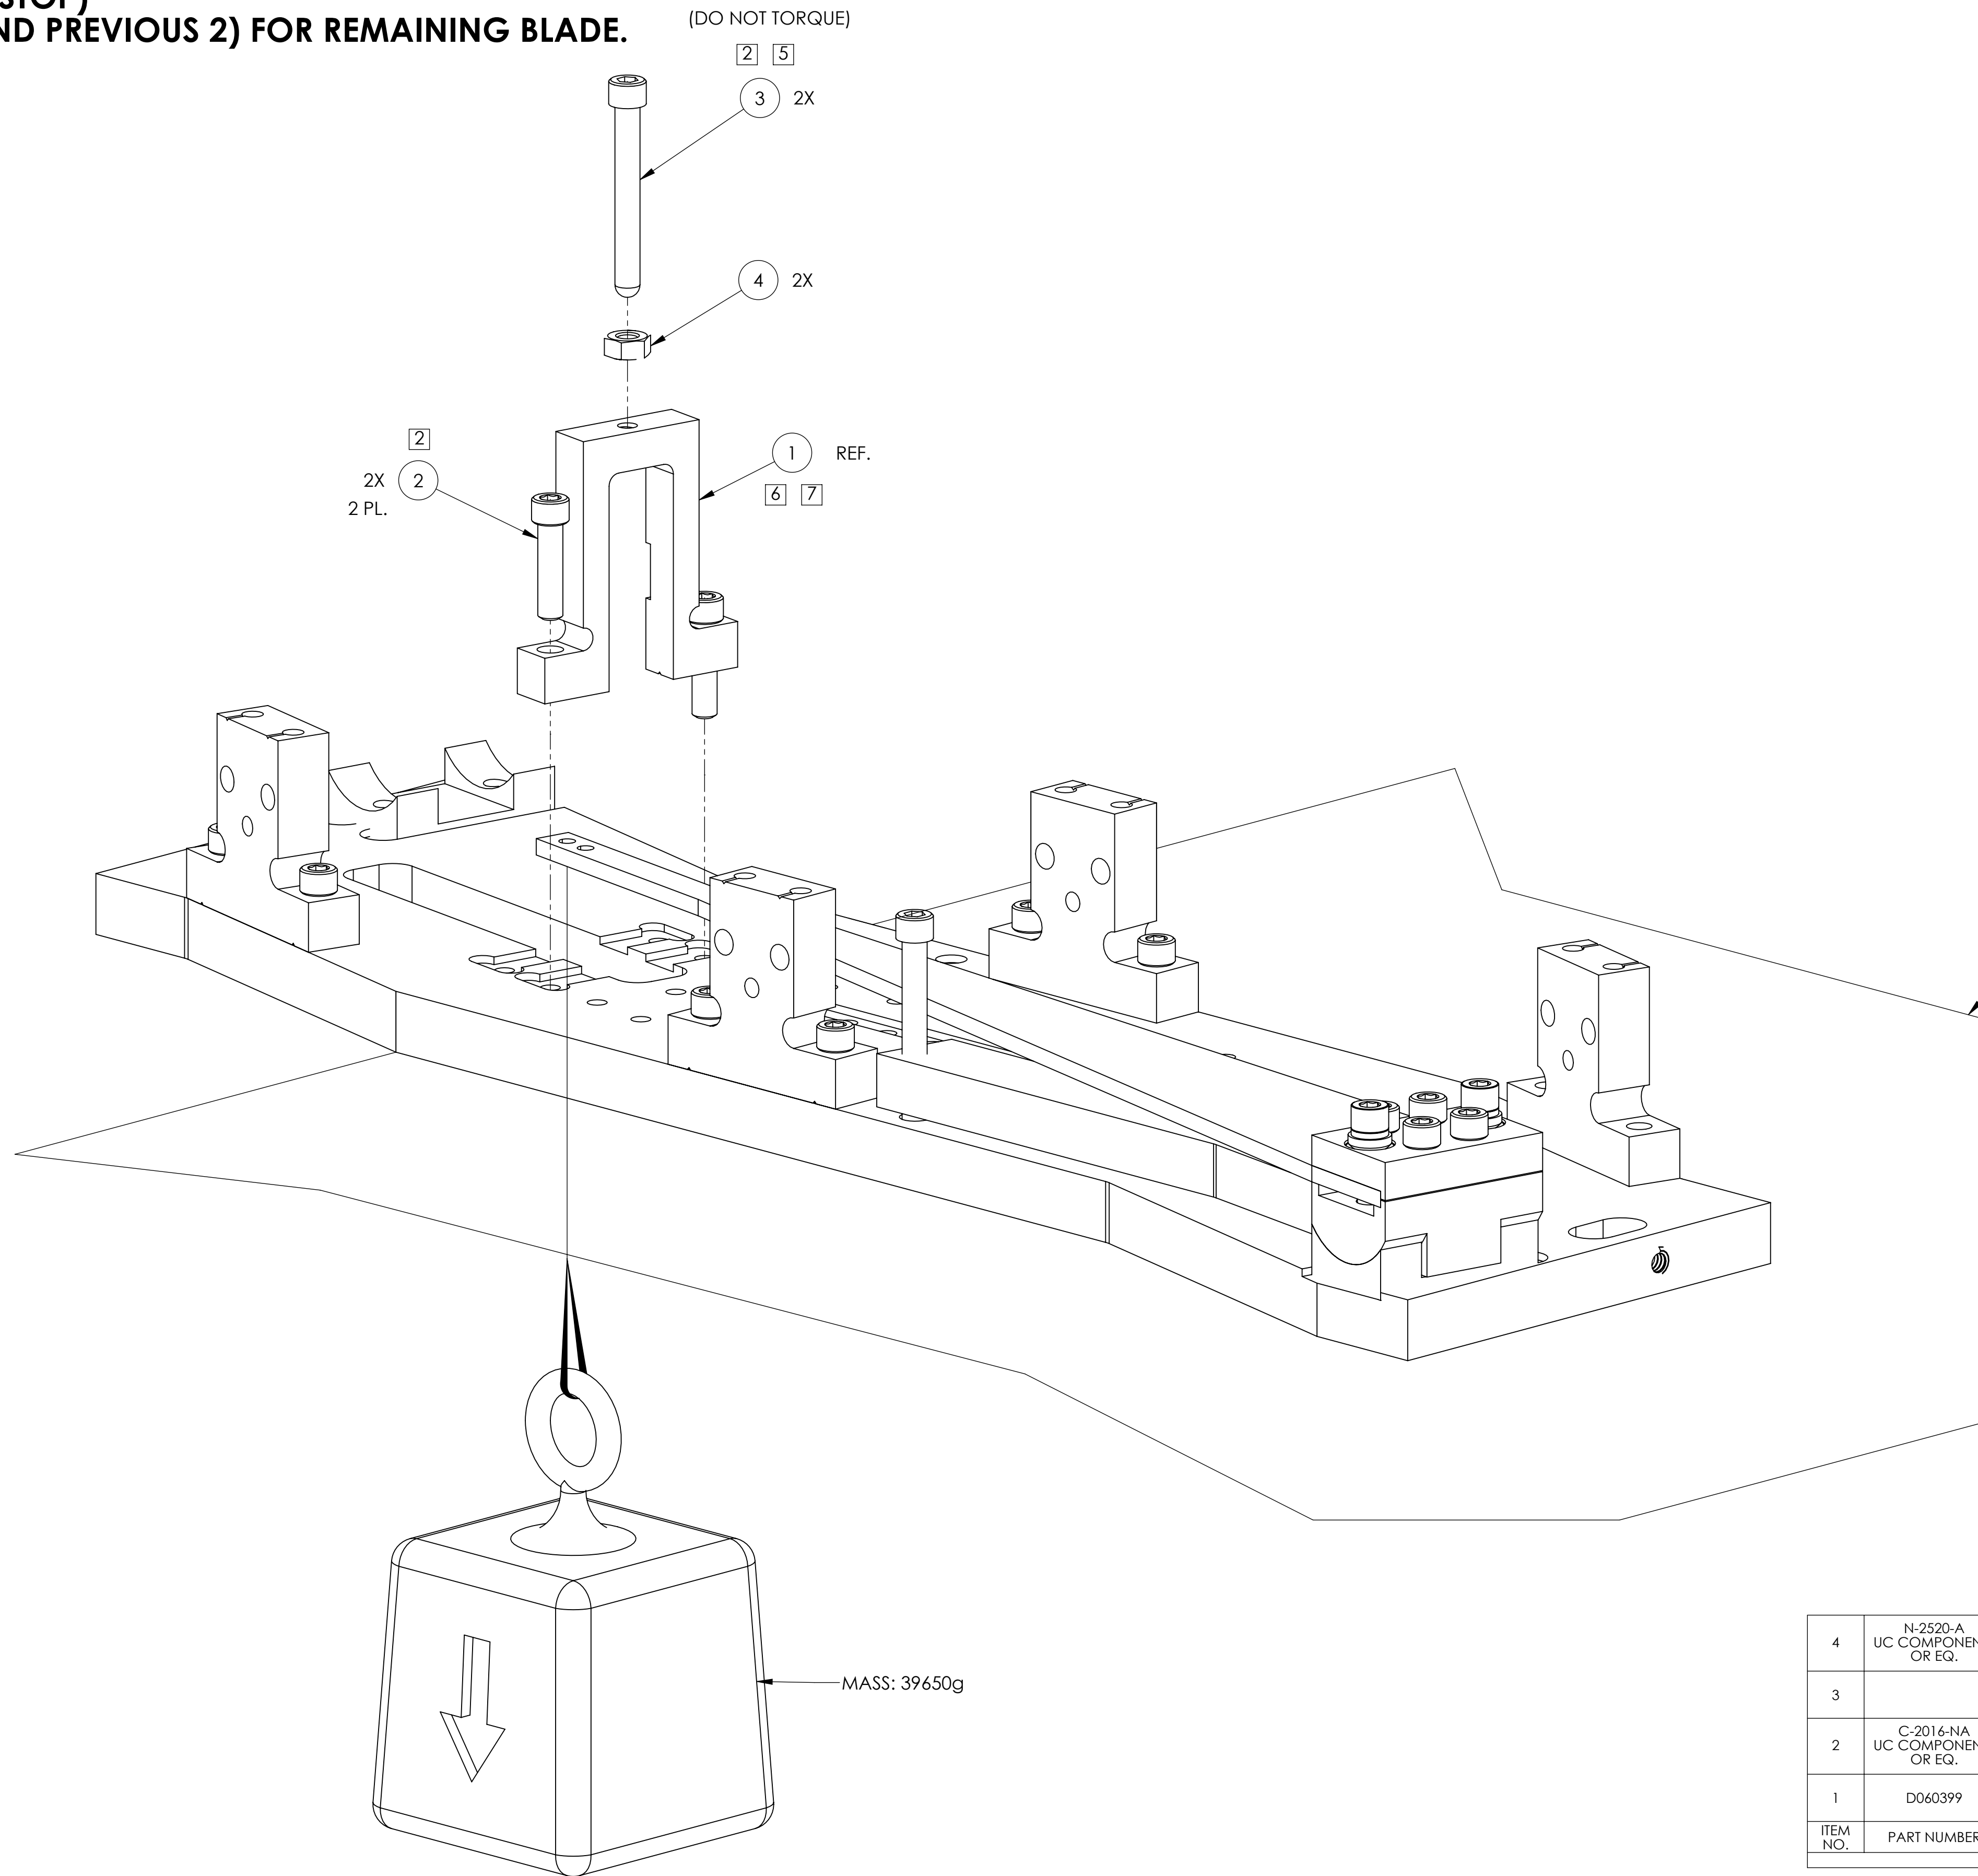 ND PREVIOUS 2) FOR REMAINING BLADE.
(DO NOT TORQUE)
2 5
3 2X
4 2X
2
2X 2
2 PL.
1 REF.
6 7
MASS: 39650g
4 N-2520-A
UC COMPONEN
OR EQ.
3
2 C-2016-NA
UC COMPONEN
OR EQ.
1 D060399
ITEM NO. PART NUMBER